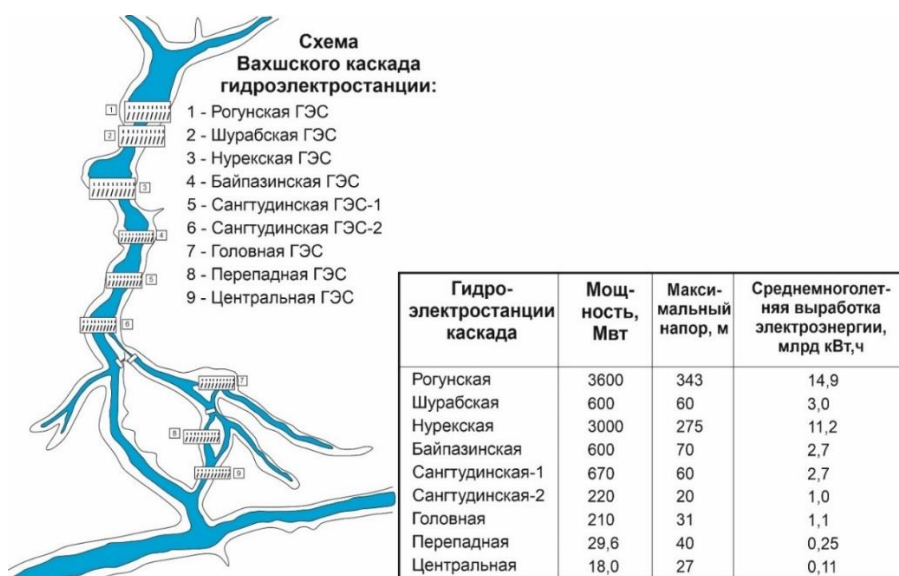 Схема
Вахшского каскада
гидроэлектростанции:
1 - Рогунская ГЭС
2 - Шурабская ГЭС
3 - Нурекская ГЭС
4 - Байпазинская ГЭС
5 - Сангтудинская ГЭС-1
6 - Сангтудинская ГЭС-2
7 - Головная ГЭС
8 - Перепадная ГЭС
9 - Центральная ГЭС
1
2
3
4
5
6
7
8
9
Гидро-
электростанции
каскада
Мощ-
ность,
Мвт
Макси-
мальный
напор, м
Среднемноголет-
няя выработка
электроэнергии,
млрд кВт,ч
Рогунская 3600 343 14,9
Шурабская 600 60 3,0
Нурекская 3000 275 11,2
Байпазинская 600 70 2,7
Сангтудинская-1 670 60 2,7
Сангтудинская-2 220 20 1,0
Головная 210 31 1,1
Перепадная 29,6 40 0,25
Центральная 18,0 27 0,11